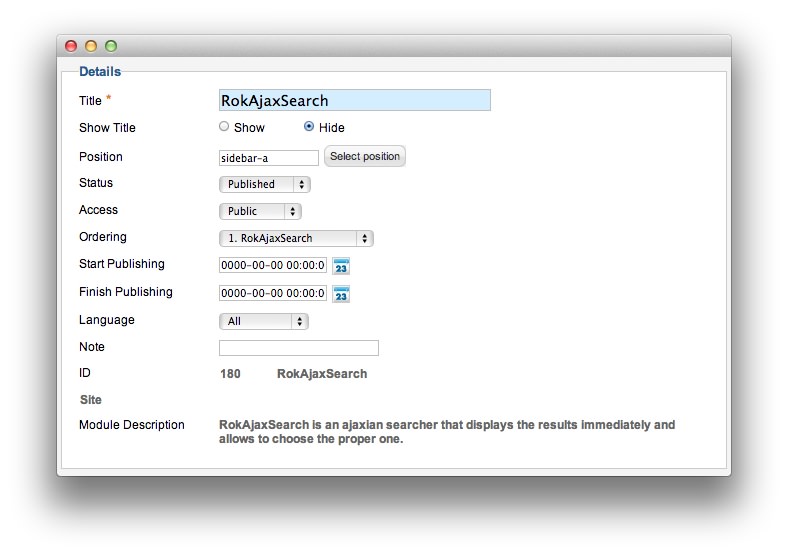 Details
Title * RokAjaxSearch
Show Title Show Hide
Position sidebar-a Select position
Status Published
Access Public
Ordering 1. RokAjaxSearch
Start Publishing 0000-00-00 00:00:0 23
Finish Publishing 0000-00-00 00:00:0 23
Language All
Note
ID 180 RokAjaxSearch
Site
Module Description RokAjaxSearch is an ajaxian searcher that displays the results immediately and
allows to choose the proper one.